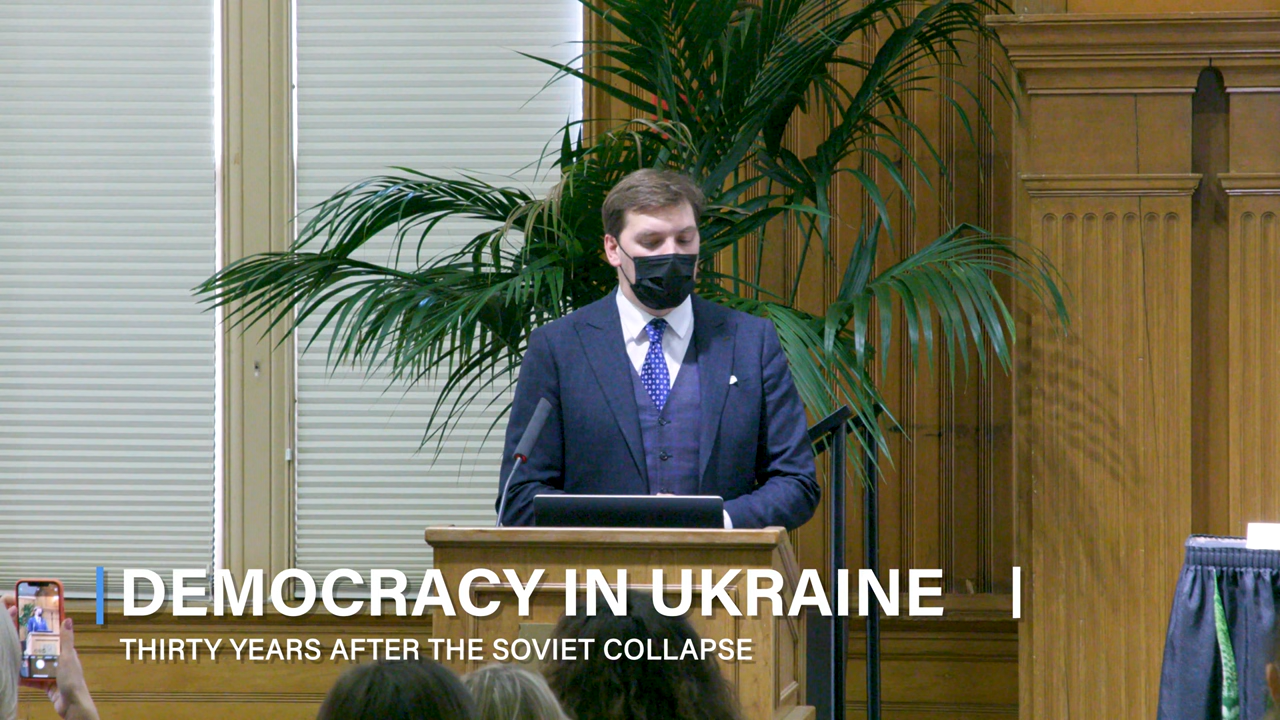 DEMOCRACY IN UKRAINE
THIRTY YEARS AFTER THE SOVIET COLLAPSE